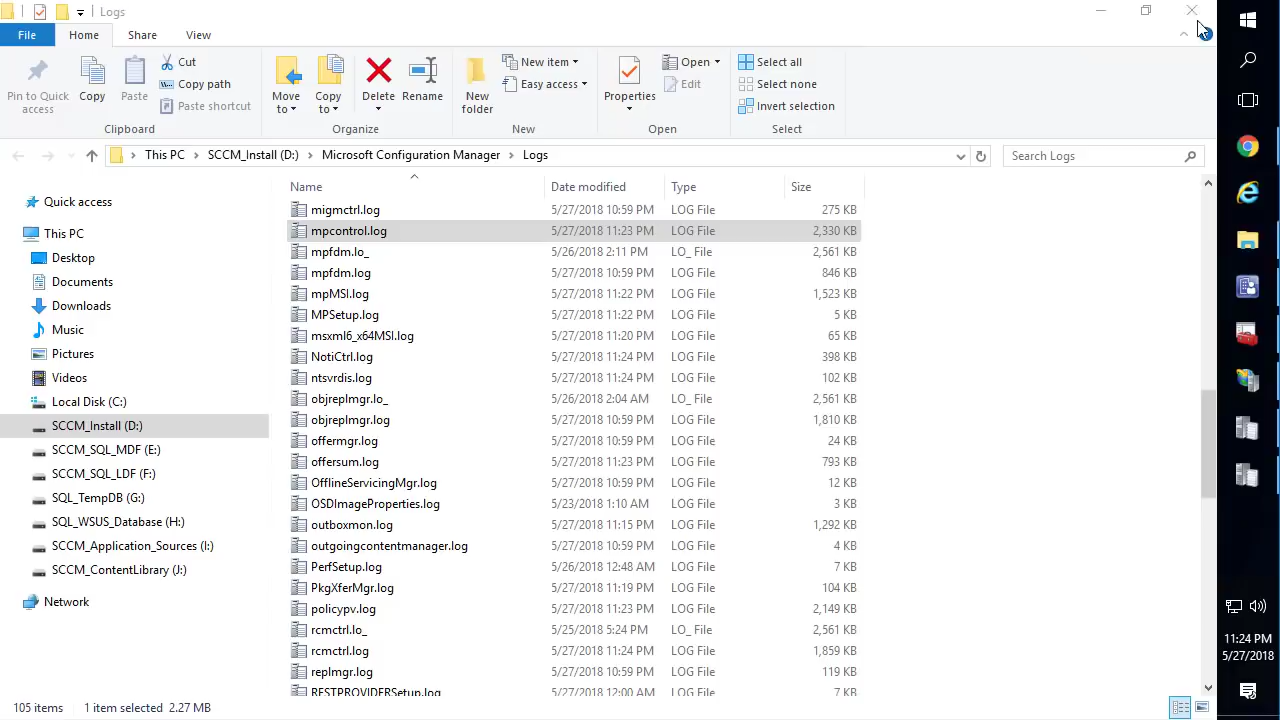 Logs
File Home Share View
Pin to Quick access
Copy
Paste
Cut
Copy path
Paste shortcut
Clipboard
Move to
Copy to
Delete
Rename
Organize
New folder
New item
Easy access
New
Properties
Open
Edit
Open
Select all
Select none
Invert selection
Select
This PC > SCCM_Install (D:) > Microsoft Configuration Manager > Logs
Search Logs
Quick access
This PC
Desktop
Documents
Downloads
Music
Pictures
Videos
Local Disk (C:)
SCCM_Install (D:)
SCCM_SQL_MDF (E:)
SCCM_SQL_LDF (F:)
SQL_TempDB (G:)
SQL_WSUS_Database (H:)
SCCM_Application_Sources (I:)
SCCM_ContentLibrary (J:)
Network
Name Date modified Type Size
migmctrl.log 5/27/2018 10:59 PM LOG File 275 KB
mpcontrol.log 5/27/2018 11:23 PM LOG File 2,330 KB
mpfdm.lo_ 5/26/2018 2:11 PM LO_ File 2,561 KB
mpfdm.log 5/27/2018 10:59 PM LOG File 846 KB
mpMSI.log 5/27/2018 11:22 PM LOG File 1,523 KB
MPSetup.log 5/27/2018 11:22 PM LOG File 5 KB
msxml6_x64MSI.log 5/27/2018 11:20 PM LOG File 65 KB
NotiCtrl.log 5/27/2018 11:24 PM LOG File 398 KB
ntsvrdis.log 5/27/2018 11:24 PM LOG File 102 KB
objreplmgr.lo_ 5/26/2018 2:04 AM LO_ File 2,561 KB
objreplmgr.log 5/27/2018 10:59 PM LOG File 1,810 KB
offermgr.log 5/27/2018 10:59 PM LOG File 24 KB
offersum.log 5/27/2018 11:23 PM LOG File 793 KB
OfflineServicingMgr.log 5/27/2018 10:59 PM LOG File 12 KB
OSDImageProperties.log 5/23/2018 1:10 AM LOG File 3 KB
outboxmon.log 5/27/2018 11:15 PM LOG File 1,292 KB
outgoingcontentmanager.log 5/27/2018 10:59 PM LOG File 4 KB
PerfSetup.log 5/26/2018 12:48 AM LOG File 7 KB
PkgXferMgr.log 5/27/2018 11:19 PM LOG File 104 KB
policypv.log 5/27/2018 11:23 PM LOG File 2,149 KB
rcmctrl.lo_ 5/25/2018 5:24 PM LO_ File 2,561 KB
rcmctrl.log 5/27/2018 11:24 PM LOG File 1,859 KB
replmgr.log 5/27/2018 10:59 PM LOG File 119 KB
RESTPROVIDERSetup.log 5/27/2018 12:00 AM LOG File 7 KB
105 items 1 item selected 2.27 MB
11:24 PM
5/27/2018